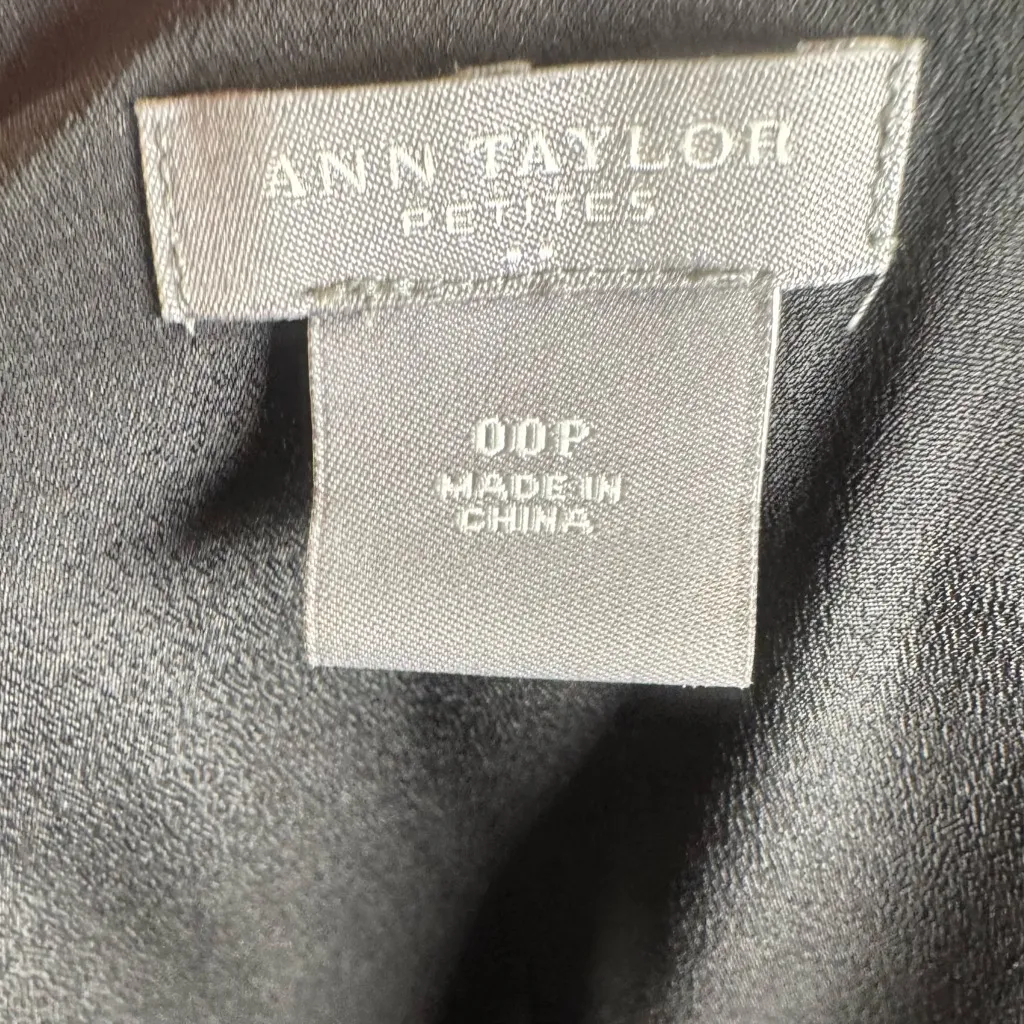 ANN TAYLOR
PETITES
00P
MADE IN
CHINA